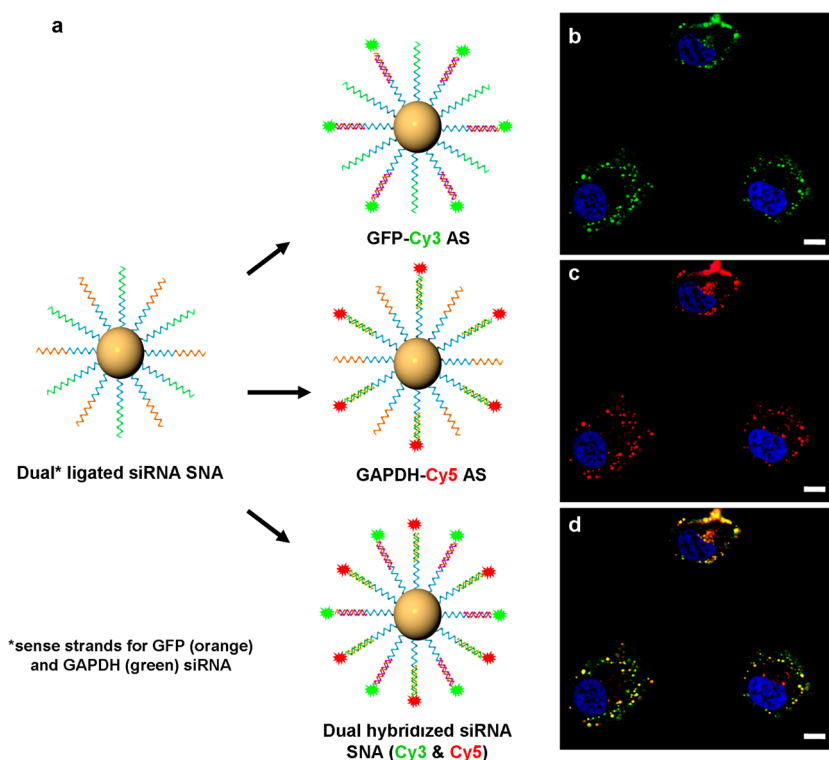 a
b
GFP-Cy3 AS
c
Dual* ligated siRNA SNA
GAPDH-Cy5 AS
d
*sense strands for GFP (orange)
and GAPDH (green) siRNA
Dual hybridized siRNA
SNA (Cy3 & Cy5)